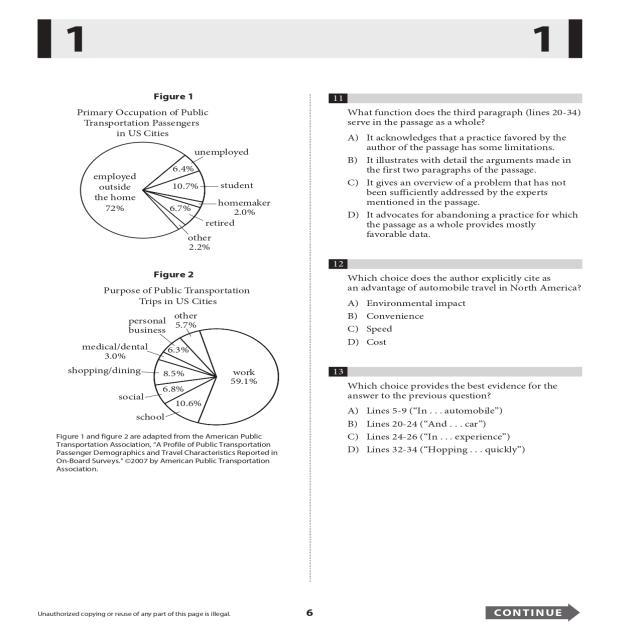 1
1
Figure 1
Primary Occupation of Public
Transportation Passengers
in US Cities
unemployed
6.4%
employed
outside
the home
72%
10.7%
student
homemaker
2.0%
6.7%
retired
other
2.2%
Figure 2
Purpose of Public Transportation
Trips in US Cities
other
5.7%
personal
business
6.3%
medical/dental
3.0%
shopping/dining
8.5%
work
59.1%
6.8%
social
10.6%
school
Figure 1 and figure 2 are adapted from the American Public
Transportation Association, "A Profile of Public Transportation
Passenger Demographics and Travel Characteristics Reported in
On-Board Surveys." ©2007 by American Public Transportation
Association.
11
What function does the third paragraph (lines 20-34)
serve in the passage as a whole?
A) It acknowledges that a practice favored by the
author of the passage has some limitations.
B) It illustrates with detail the arguments made in
the first two paragraphs of the passage.
C) It gives an overview of a problem that has not
been sufficiently addressed by the experts
mentioned in the passage.
D) It advocates for abandoning a practice for which
the passage as a whole provides mostly
favorable data.
12
Which choice does the author explicitly cite as
an advantage of automobile travel in North America?
A) Environmental impact
B) Convenience
C) Speed
D) Cost
13
Which choice provides the best evidence for the
answer to the previous question?
A) Lines 5-9 ("In . . . automobile")
B) Lines 20-24 ("And . . . car")
C) Lines 24-26 ("In . . . experience")
D) Lines 32-34 ("Hopping . . . quickly")
Unauthorized copying or reuse of any part of this page is illegal.
6
CONTINUE